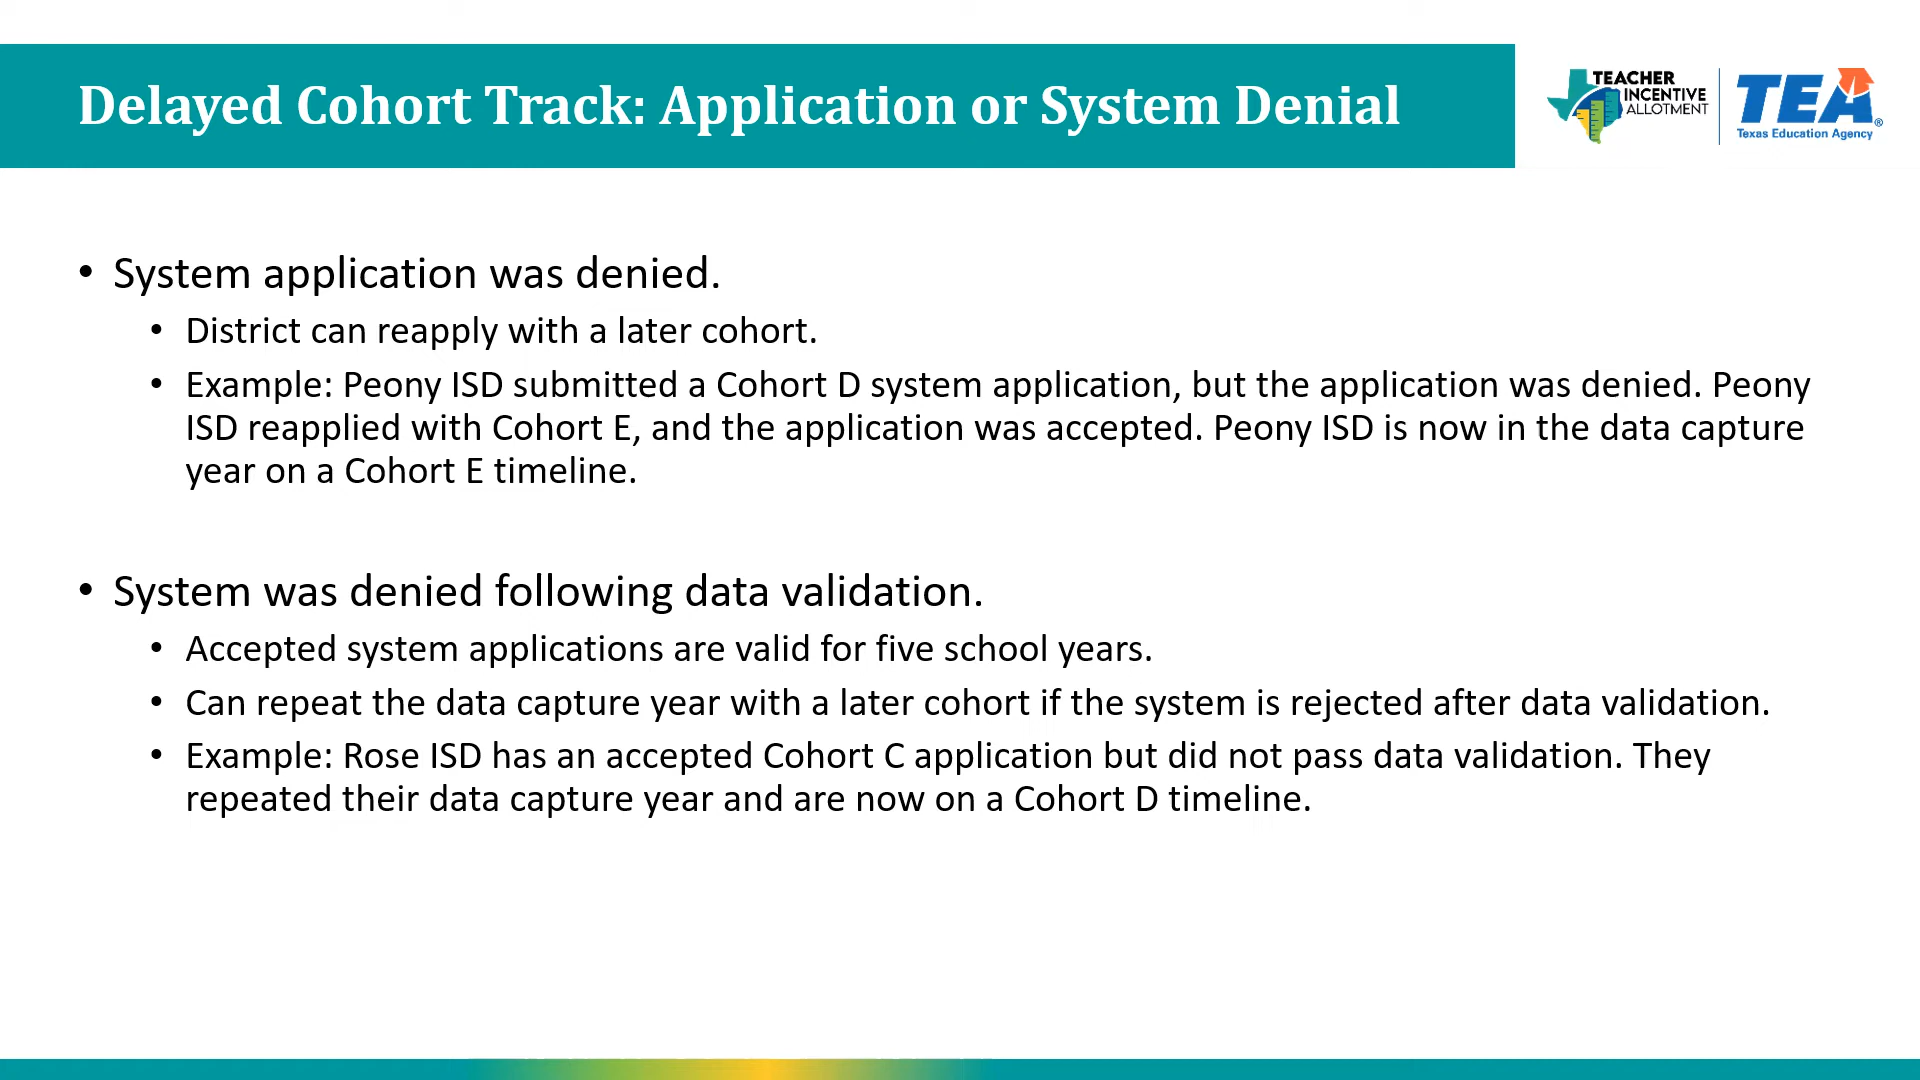 Delayed Cohort Track: Application or System Denial
TEACHER
INCENTIVE
ALLOTMENT
TEA®
Texas Education Agency
• System application was denied.
• District can reapply with a later cohort.
• Example: Peony ISD submitted a Cohort D system application, but the application was denied. Peony
ISD reapplied with Cohort E, and the application was accepted. Peony ISD is now in the data capture
year on a Cohort E timeline.
• System was denied following data validation.
• Accepted system applications are valid for five school years.
• Can repeat the data capture year with a later cohort if the system is rejected after data validation.
• Example: Rose ISD has an accepted Cohort C application but did not pass data validation. They
repeated their data capture year and are now on a Cohort D timeline.